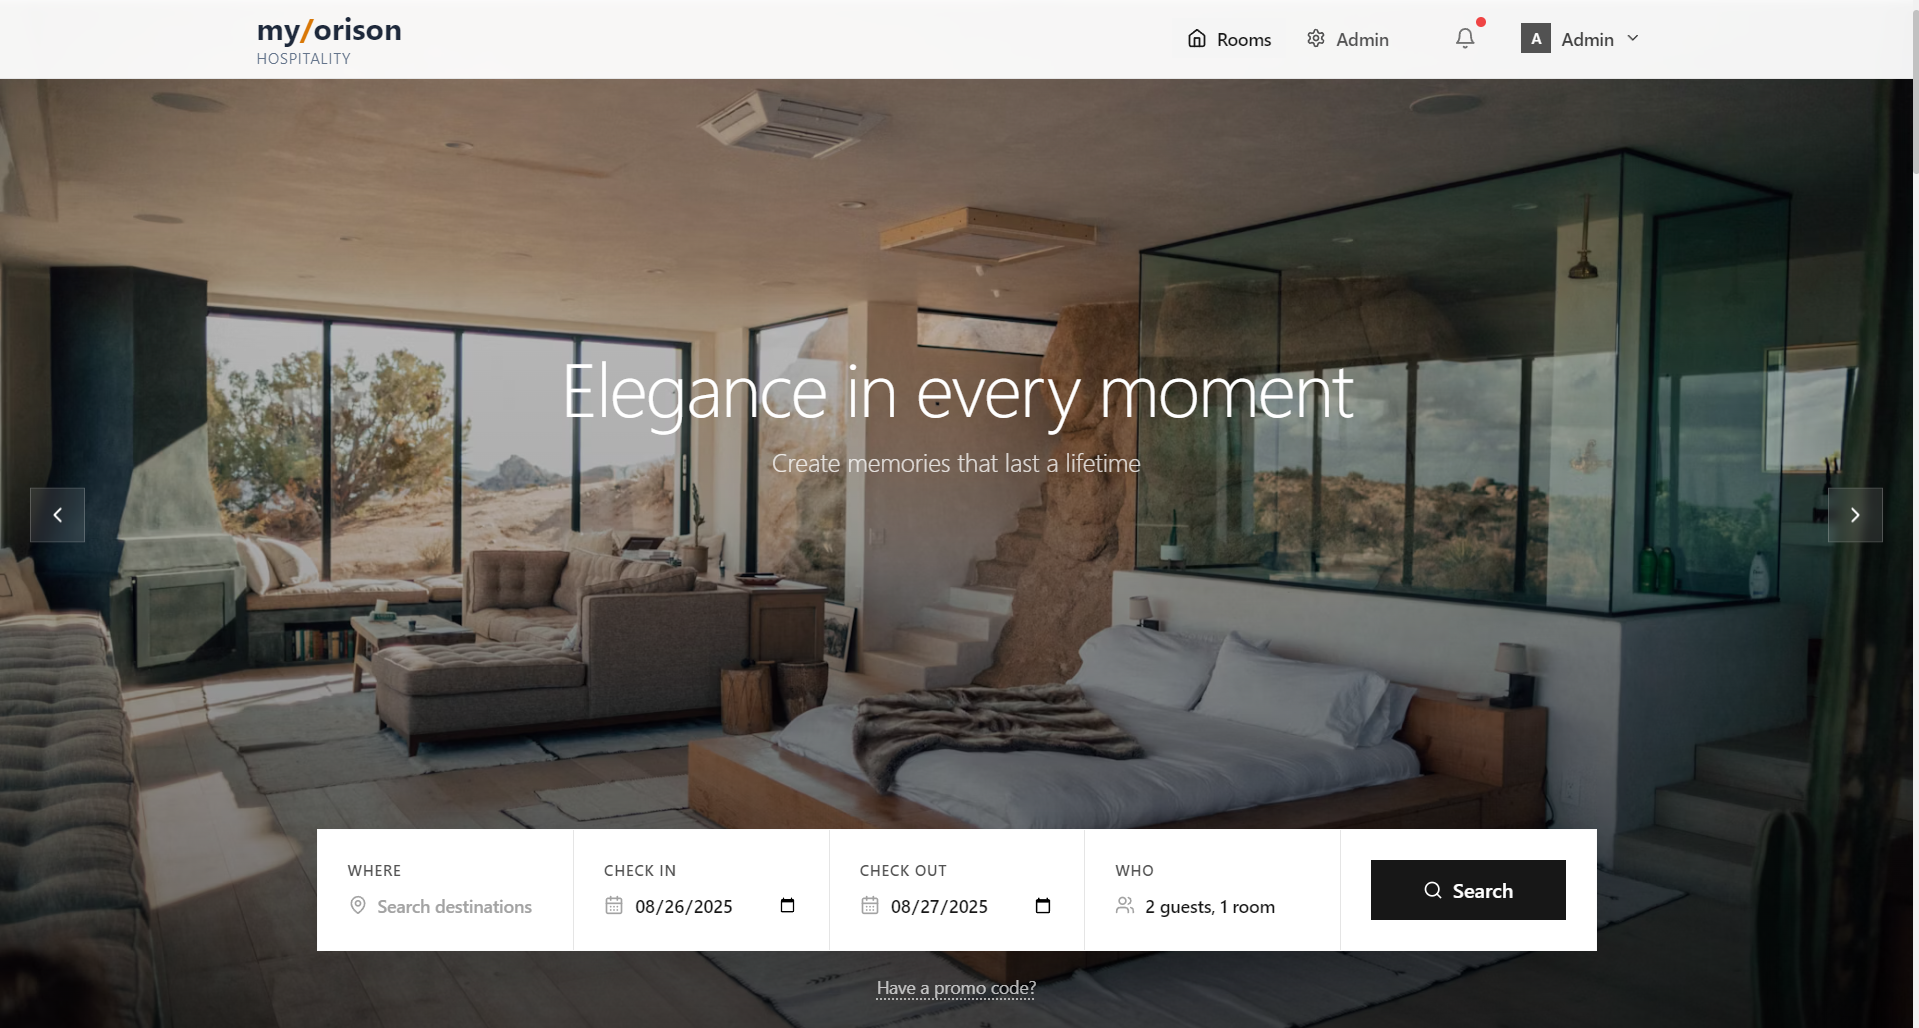 my/orison
HOSPITALITY
Rooms
Admin
A
Admin
Elegance in every moment
Create memories that last a lifetime
WHERE
Search destinations
CHECK IN
08/26/2025
CHECK OUT
08/27/2025
WHO
2 guests, 1 room
Search
Have a promo code?